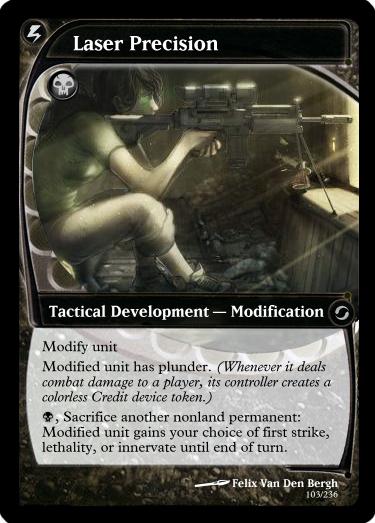 Laser Precision
Tactical Development — Modification
Modify unit
Modified unit has plunder. (Whenever it deals
combat damage to a player, its controller creates a
colorless Credit device token.)
, Sacrifice another nonland permanent:
Modified unit gains your choice of first strike,
lethality, or innervate until end of turn.
Felix Van Den Bergh
103/236